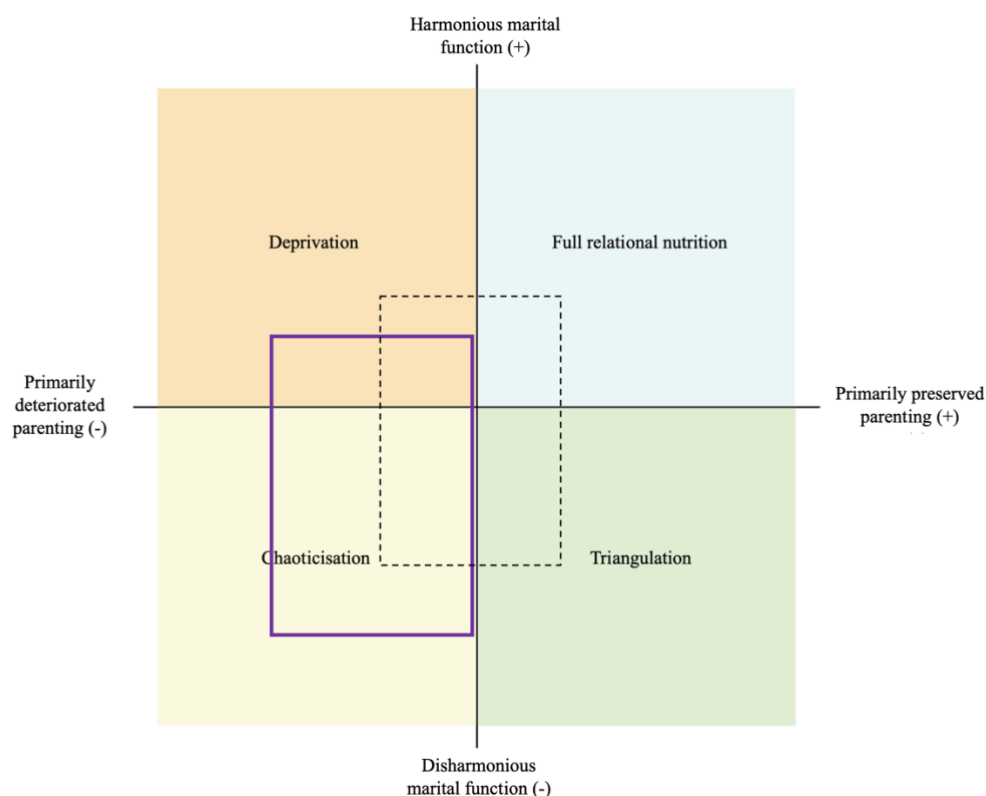 Harmonious marital
function (+)
Deprivation
Full relational nutrition
Primarily
deteriorated
parenting (-)
Primarily preserved
parenting (+)
Chaoticisation
Triangulation
Disharmonious
marital function (-)